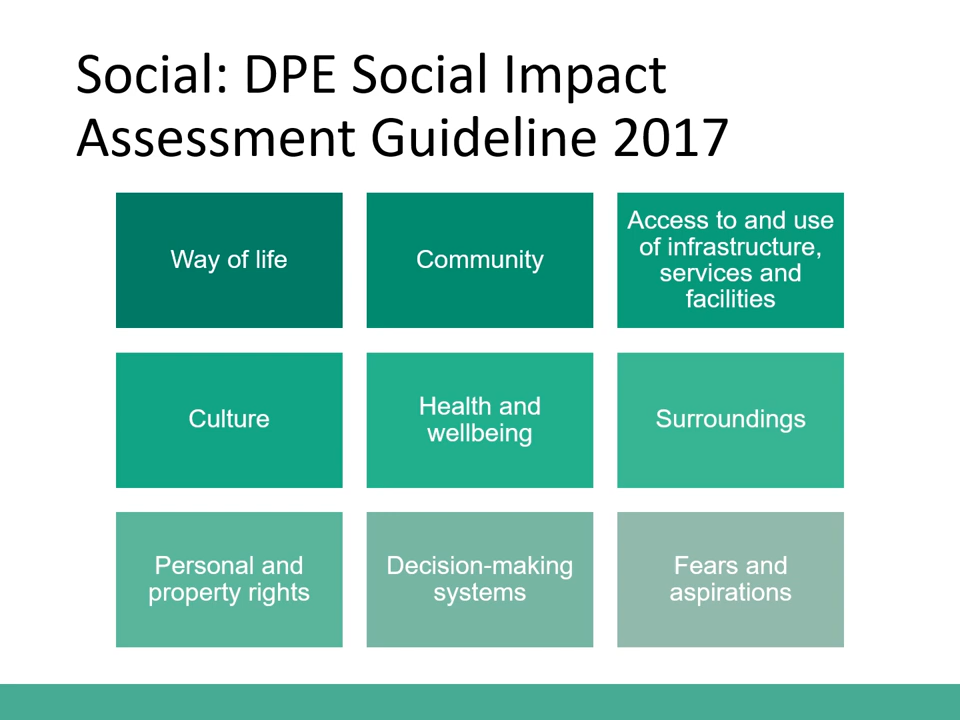 Social: DPE Social Impact
Assessment Guideline 2017
Way of life
Community
Access to and use
of infrastructure,
services and
facilities
Culture
Health and
wellbeing
Surroundings
Personal and
property rights
Decision-making
systems
Fears and
aspirations